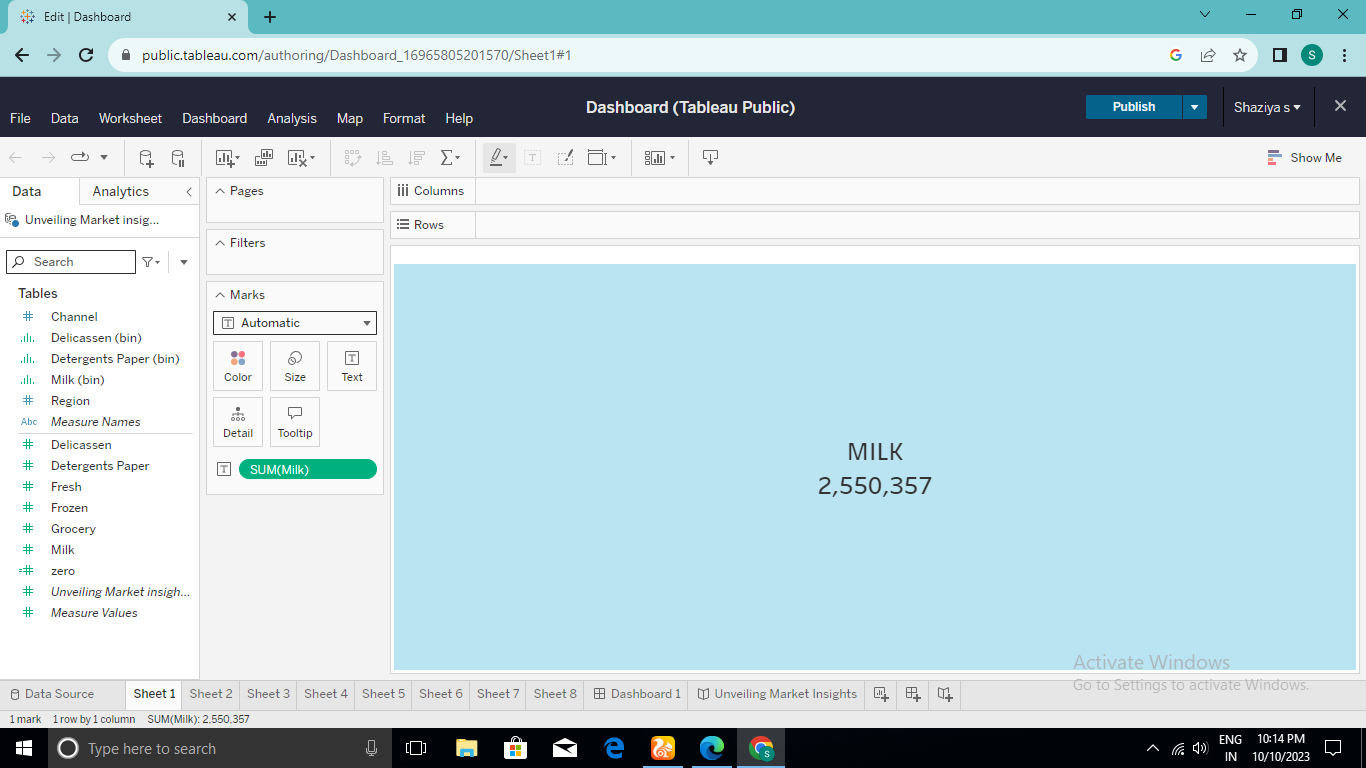 Edit | Dashboard
public.tableau.com/authoring/Dashboard_16965805201570/Sheet1#1
S
Dashboard (Tableau Public)
Publish
Shaziya s
File Data Worksheet Dashboard Analysis Map Format Help
Show Me
Data Analytics
Pages
Columns
Unveiling Market insig...
Rows
Filters
Search
Tables
Marks
Channel
Automatic
Delicassen (bin)
Detergents Paper (bin)
Milk (bin)
Color Size Text
Region
Abc Measure Names
Detail Tooltip
Delicassen
Detergents Paper
SUM(Milk)
Fresh
Frozen
Grocery
Milk
zero
Unveiling Market insigh...
Measure Values
MILK
2,550,357
Activate Windows
Go to Settings to activate Windows.
Data Source Sheet 1 Sheet 2 Sheet 3 Sheet 4 Sheet 5 Sheet 6 Sheet 7 Sheet 8 Dashboard 1 Unveiling Market Insights
1 mark 1 row by 1 column SUM(Milk): 2,550,357
Type here to search
ENG
IN
10:14 PM
10/10/2023